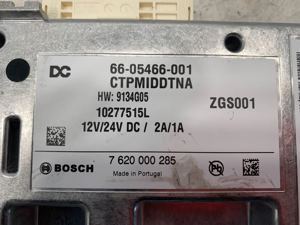 DC 66-05466-001
CTPMIDDTNA
HW: 9134G05
ZGS001
10277515L
12V/24V DC / 2A/1A
BOSCH
7 620 000 285
Made in Portugal
Pb